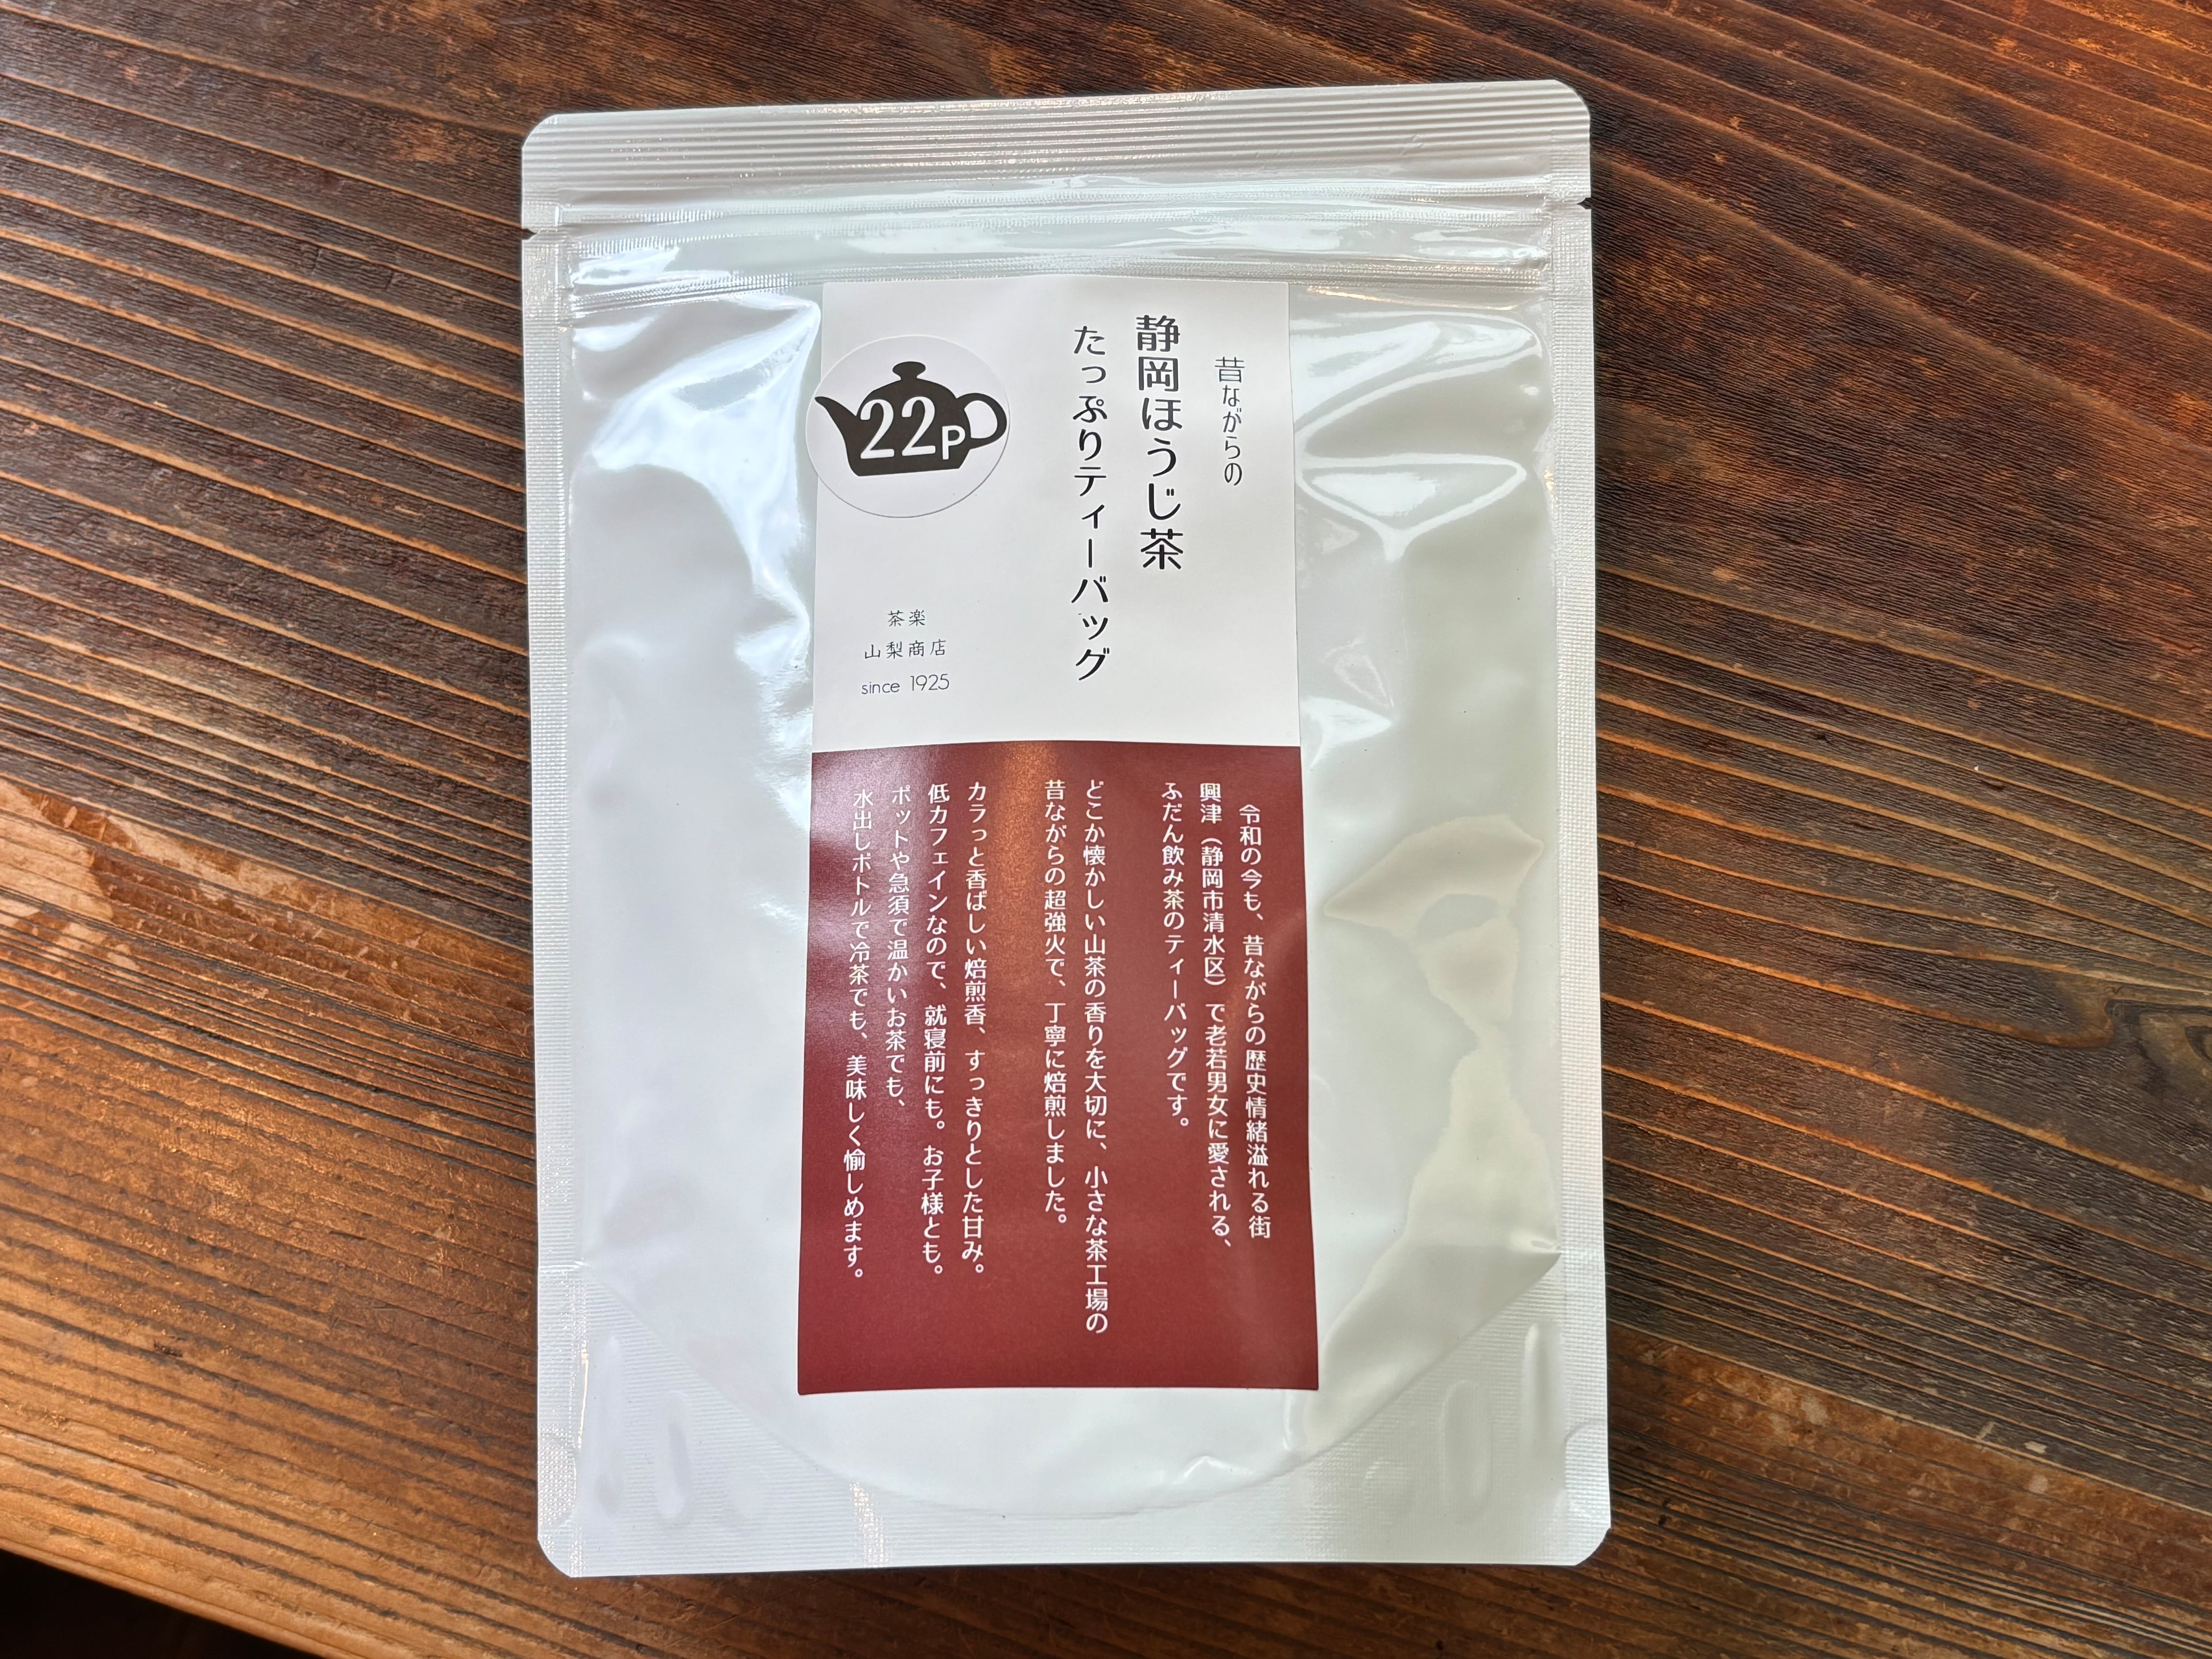 昔ながらの
静岡ほうじ茶
たっぷりティーバッグ
22P
茶楽
山梨商店
since 1925
令和の今も、昔ながらの歴史情緒溢れる街
興津（静岡市清水区）で老若男女に愛される、
ふだん飲み茶のティーバッグです。
どこか懐かしい山茶の香りを大切に、小さな茶工場の
昔ながらの超強火で、丁寧に焙煎しました。
カラっと香ばしい焙煎香、すっきりとした甘み。
低カフェインなので、就寝前にも。お子様とも。
ポットや急須で温かいお茶でも、
水出しボトルで冷茶でも、美味しく愉しめます。